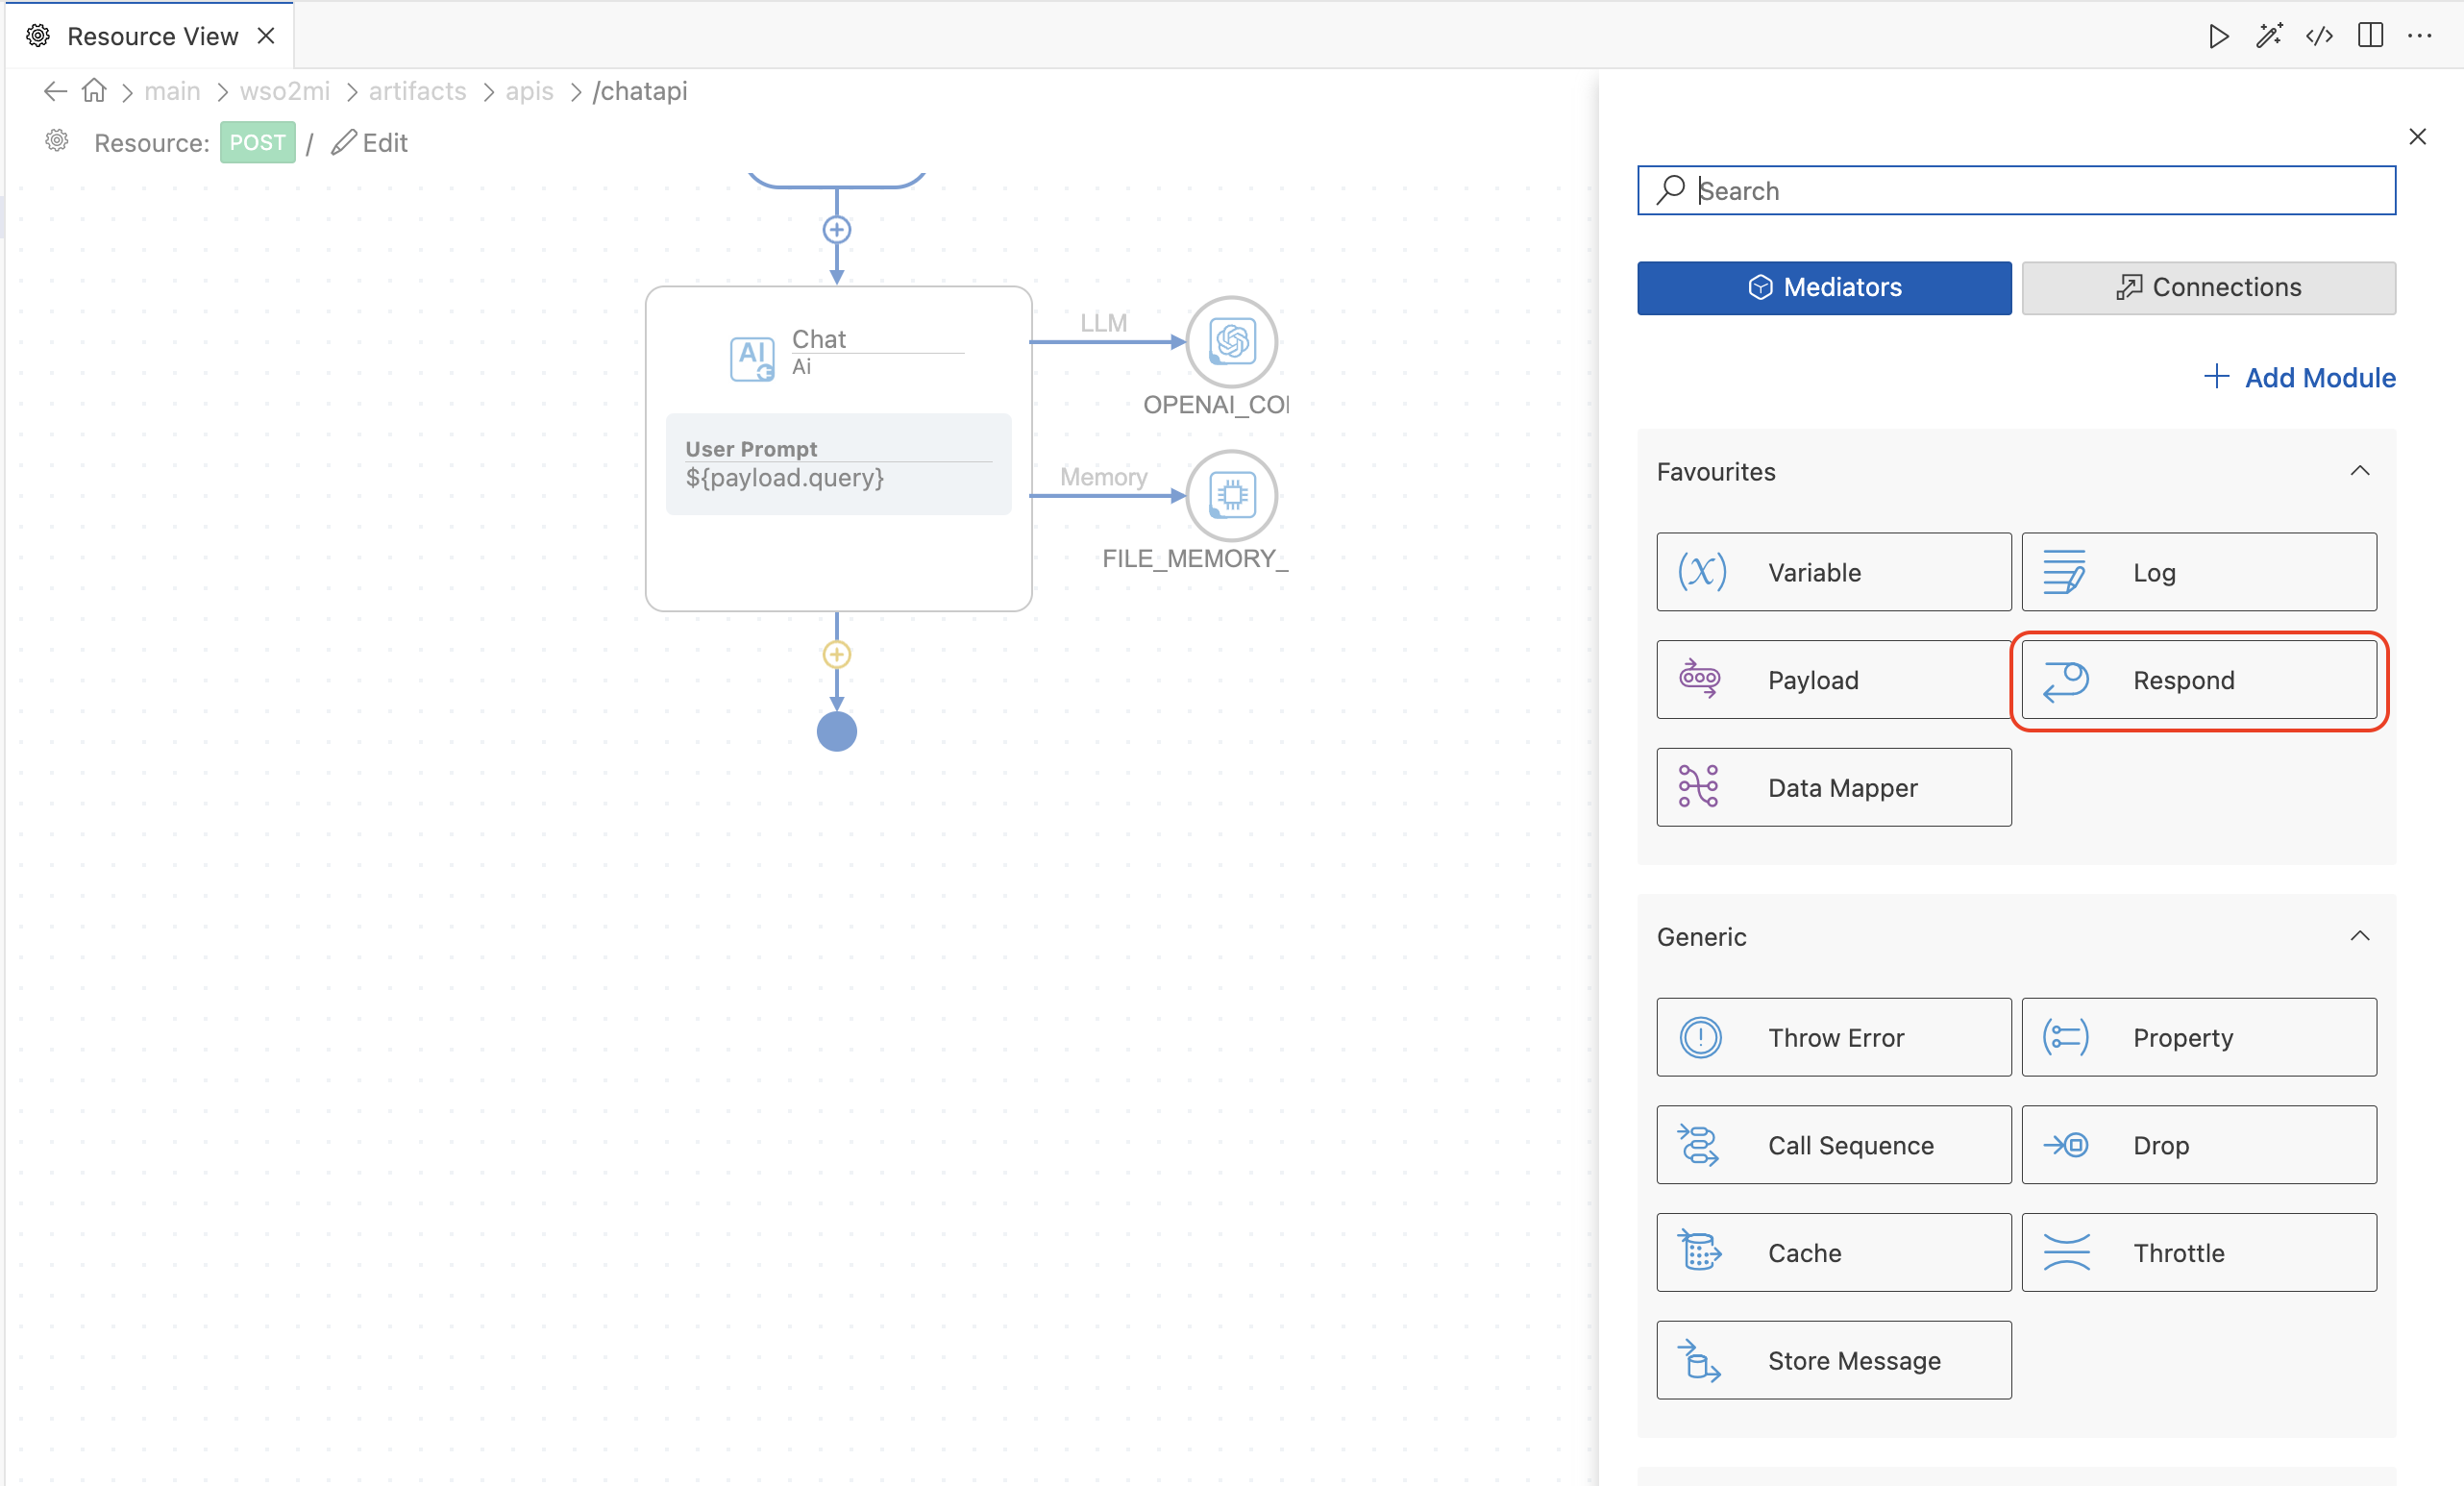 Resource View
main > wso2mi > artifacts > apis > /chatapi
Resource: POST / Edit
AI
Chat
Ai
User Prompt
${payload.query}
LLM
OPENAI_COI
Memory
FILE_MEMORY_
Search
Mediators
Connections
+ Add Module
Favourites
Variable
Log
Payload
Respond
Data Mapper
Generic
Throw Error
Property
Call Sequence
Drop
Cache
Throttle
Store Message